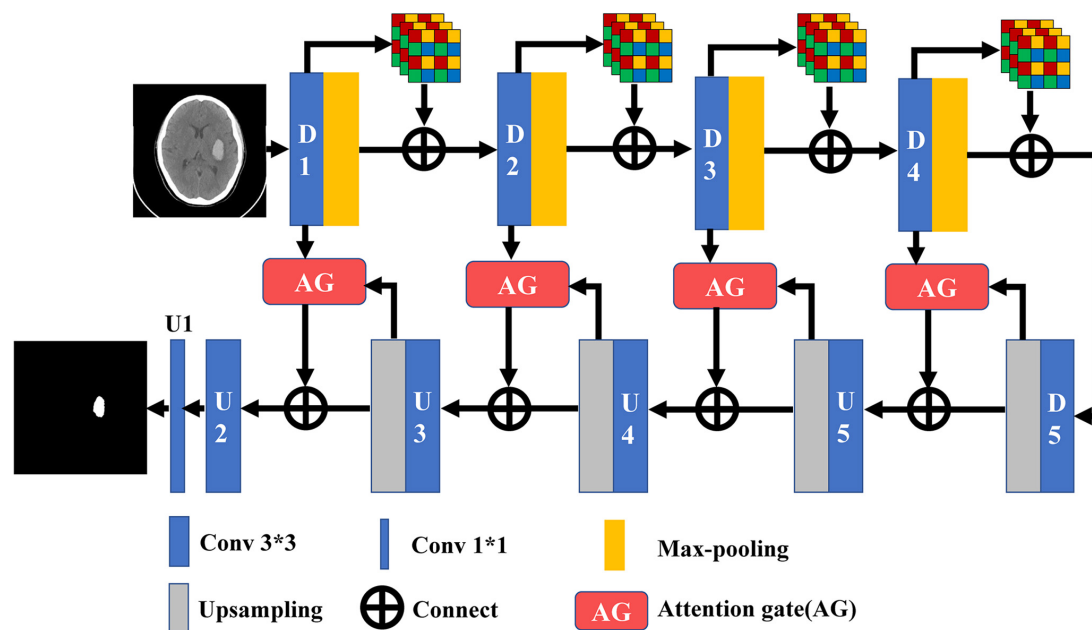 D
1
D
2
D
3
D
4
AG
AG
AG
AG
U1
U
2
U
3
U
4
U
5
D
5
Conv 3*3
Conv 1*1
Max-pooling
Upsampling
Connect
AG
Attention gate(AG)